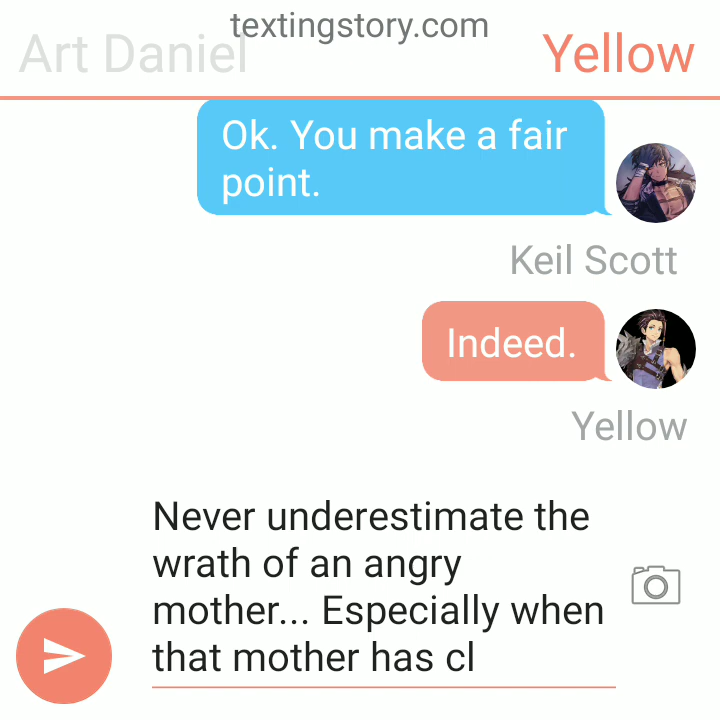 textingstory.com
Art Daniel
Yellow
Ok. You make a fair
point.
Keil Scott
Indeed.
Yellow
Never underestimate the
wrath of an angry
mother... Especially when
that mother has cl